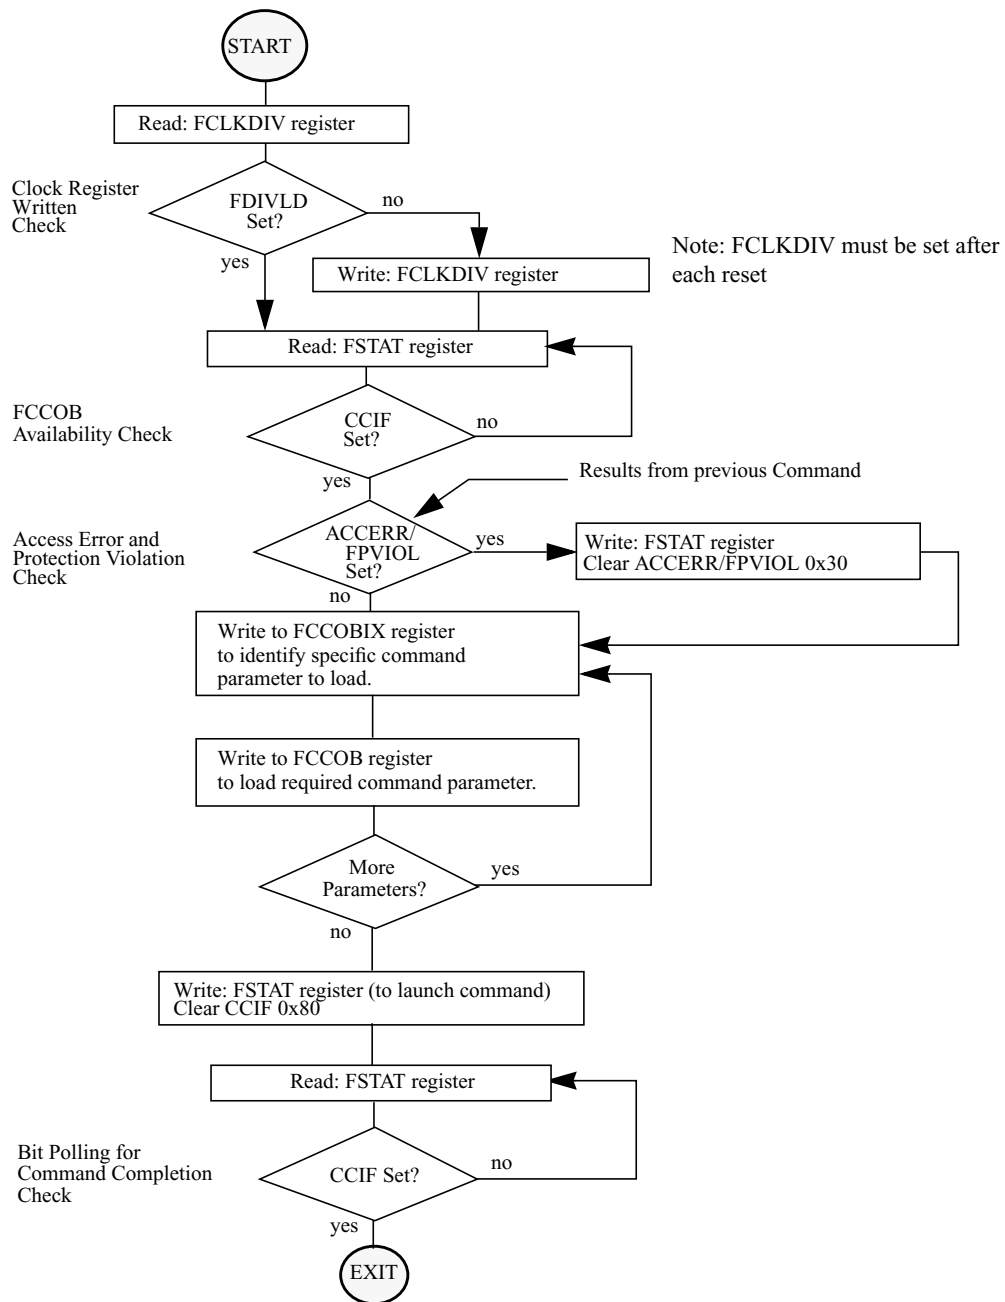 START
Read: FCLKDIV register
Clock Register
Written
Check
FDIVLD
Set?
no
yes
Note: FCLKDIV must be set after
each reset
Write: FCLKDIV register
Read: FSTAT register
FCCOB
Availability Check
CCIF
Set?
no
yes
Results from previous Command
Access Error and
Protection Violation
Check
ACCERR/
FPVIOL
Set?
yes
no
Write: FSTAT register
Clear ACCERR/FPVIOL 0x30
Write to FCCOBIX register
to identify specific command
parameter to load.
Write to FCCOB register
to load required command parameter.
More
Parameters?
yes
no
Write: FSTAT register (to launch command)
Clear CCIF 0x80
Read: FSTAT register
Bit Polling for
Command Completion
Check
CCIF Set?
no
yes
EXIT